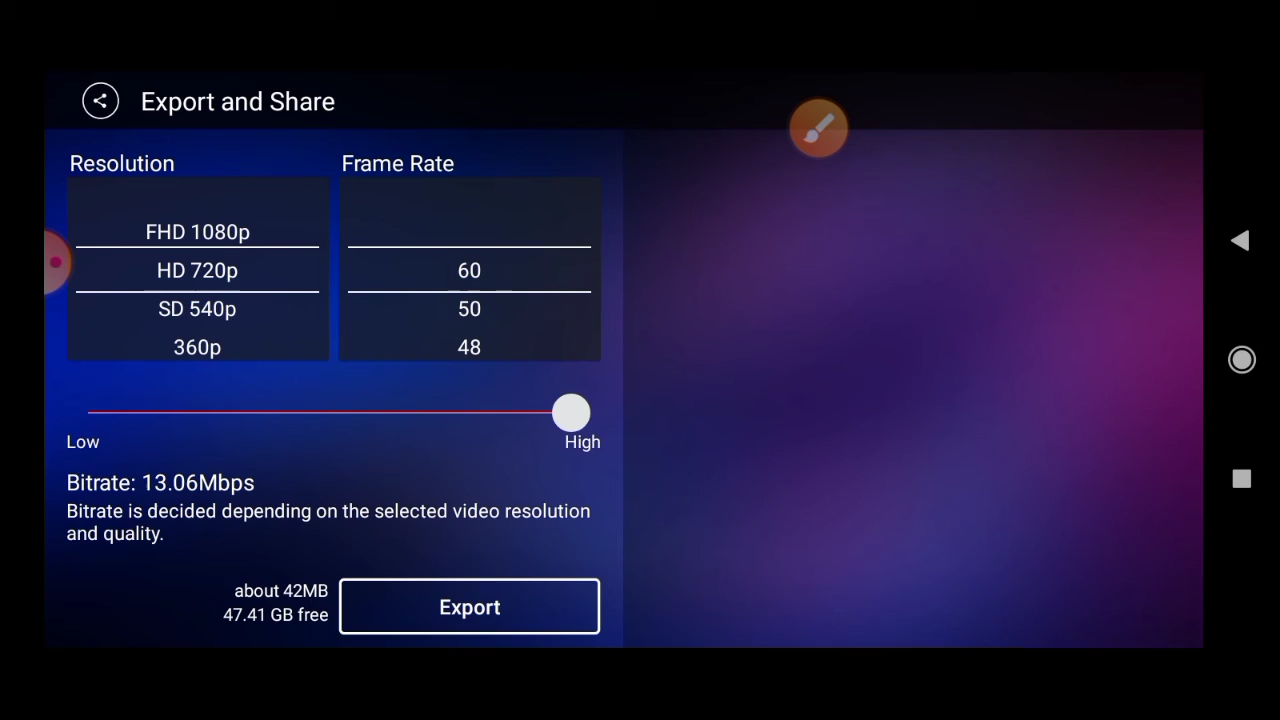 Export and Share
Resolution
Frame Rate
FHD 1080p
HD 720p
60
SD 540p
50
360p
48
Low
High
Bitrate: 13.06Mbps
Bitrate is decided depending on the selected video resolution
and quality.
about 42MB
47.41 GB free
Export